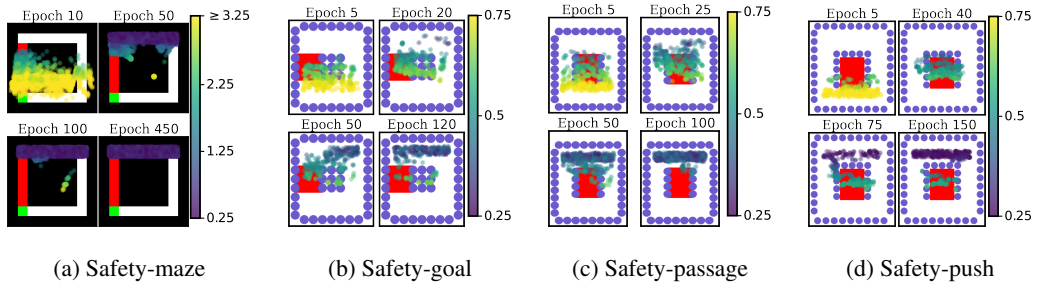 Epoch 10
Epoch 50
≥ 3.25
2.25
1.25
0.25
Epoch 100
Epoch 450
(a) Safety-maze
Epoch 5
Epoch 20
0.75
0.5
0.25
Epoch 50
Epoch 120
(b) Safety-goal
Epoch 5
Epoch 25
0.75
0.5
0.25
Epoch 50
Epoch 100
(c) Safety-passage
Epoch 5
Epoch 40
0.75
0.5
0.25
Epoch 75
Epoch 150
(d) Safety-push